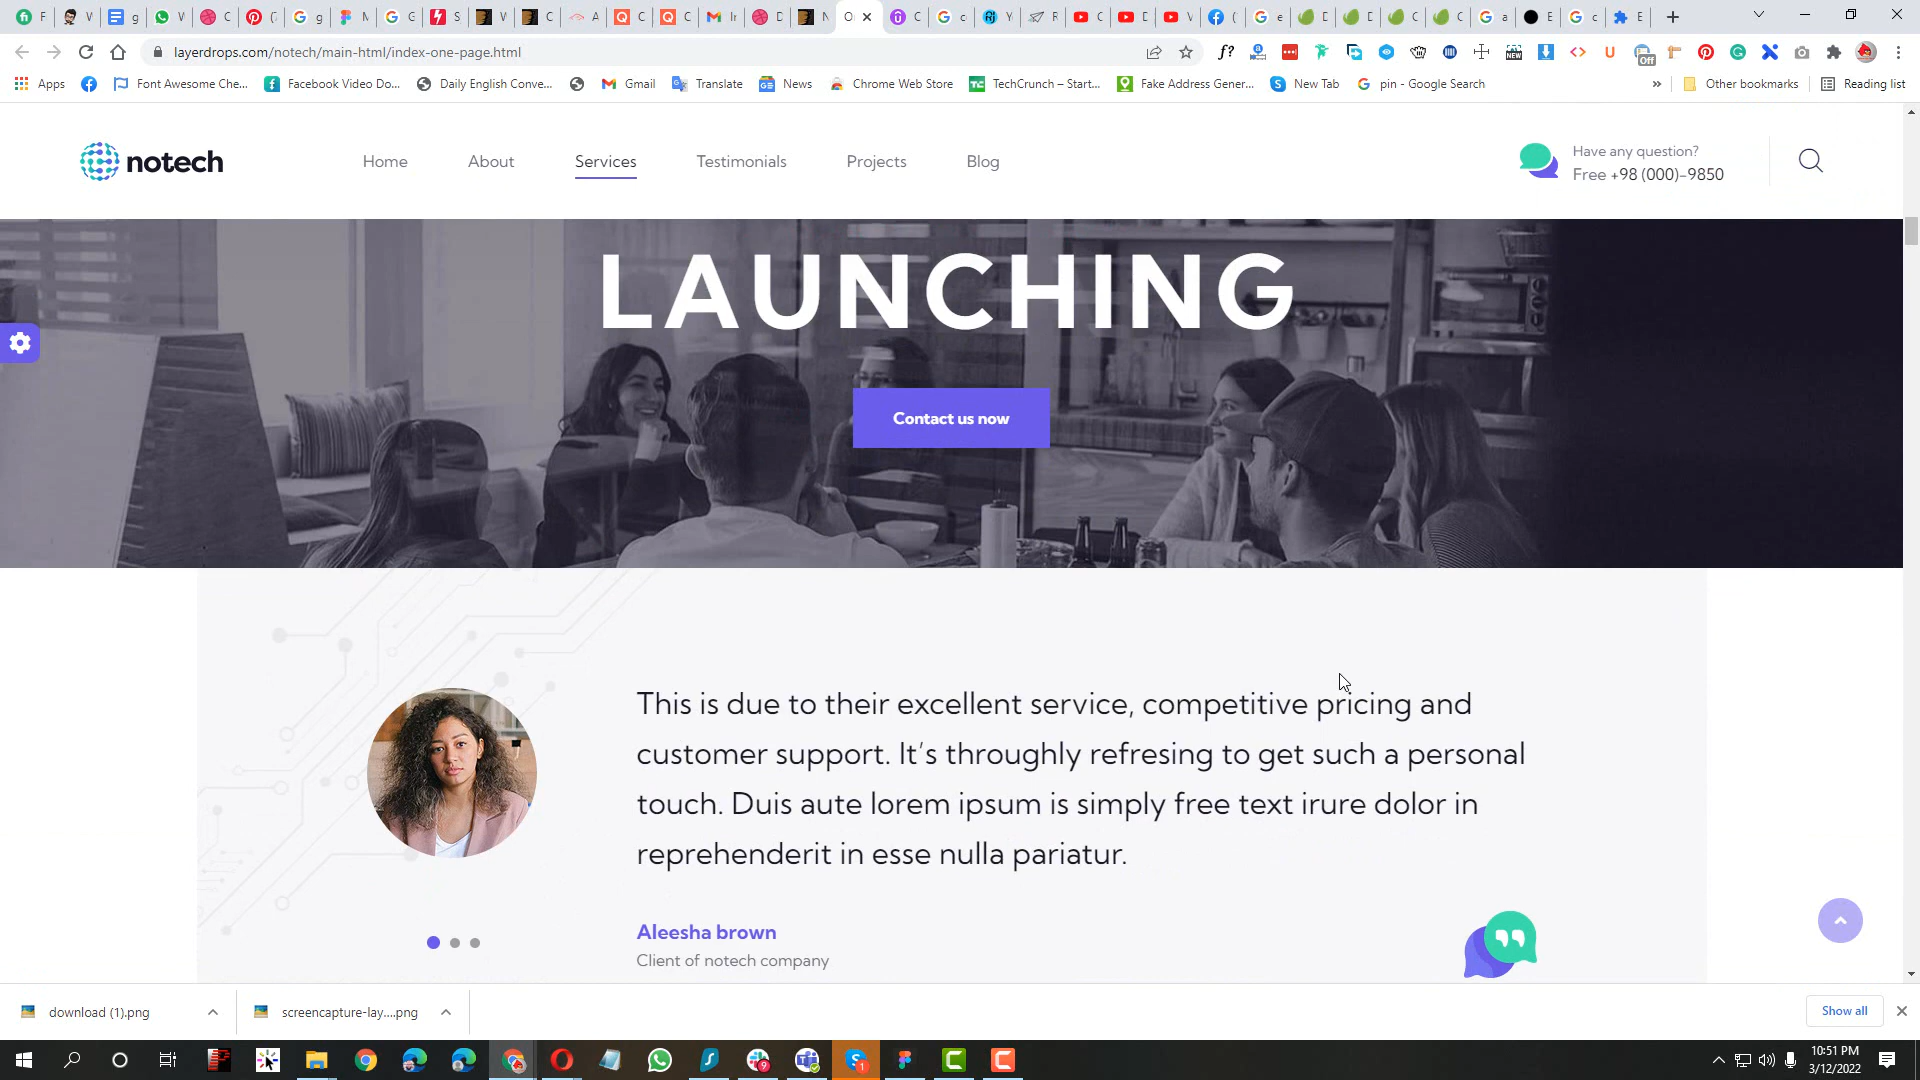 layerdrops.com/notech/main-html/index-one-page.html
Off
Apps
Font Awesome Che...
Facebook Video Do...
Daily English Conve...
Gmail
Translate
News
Chrome Web Store
TechCrunch – Start...
Fake Address Gener...
New Tab
pin - Google Search
»
Other bookmarks
Reading list
notech
Home
About
Services
Testimonials
Projects
Blog
Have any question?
Free +98 (000)-9850
LAUNCHING
Contact us now
This is due to their excellent service, competitive pricing and
customer support. It's throughly refresing to get such a personal
touch. Duis aute lorem ipsum is simply free text irure dolor in
reprehenderit in esse nulla pariatur.
Aleesha brown
Client of notech company
download (1).png
screencapture-lay....png
Show all
10:51 PM
3/12/2022